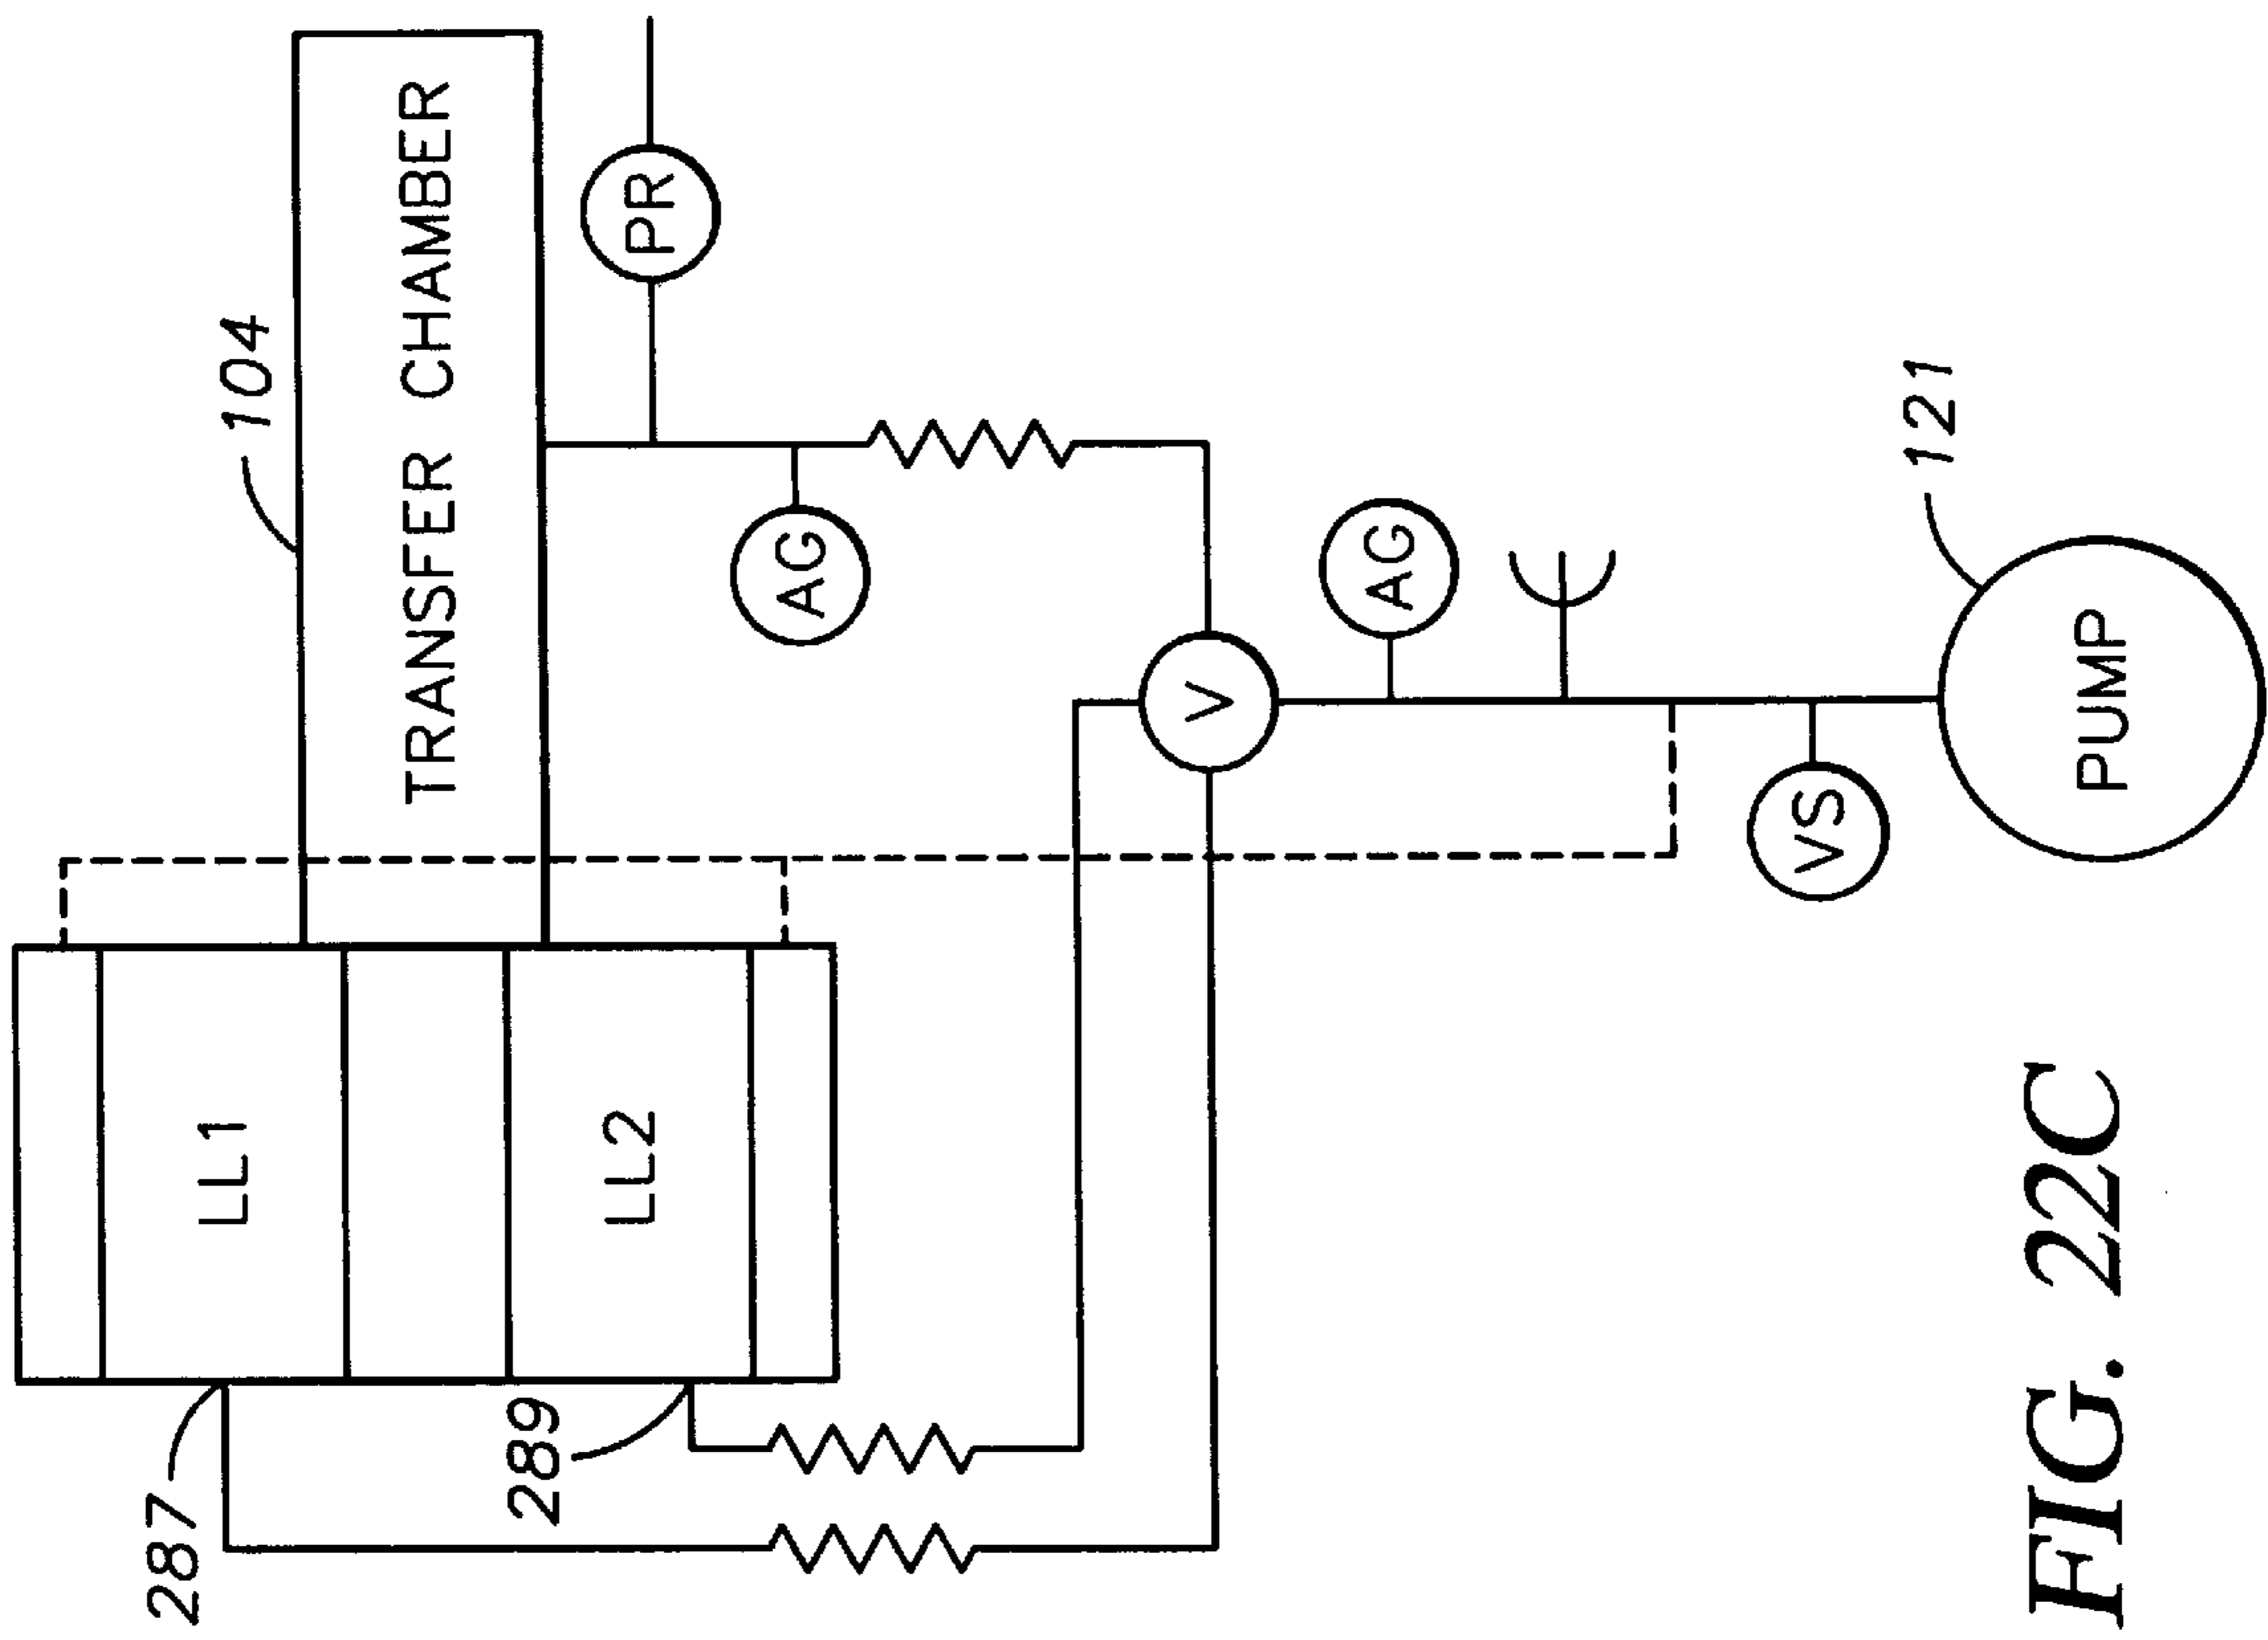 287
289
LL1
LL2
104
TRANSFER CHAMBER
PR
AG
V
AG
VS
PUMP
121
FIG. 22C